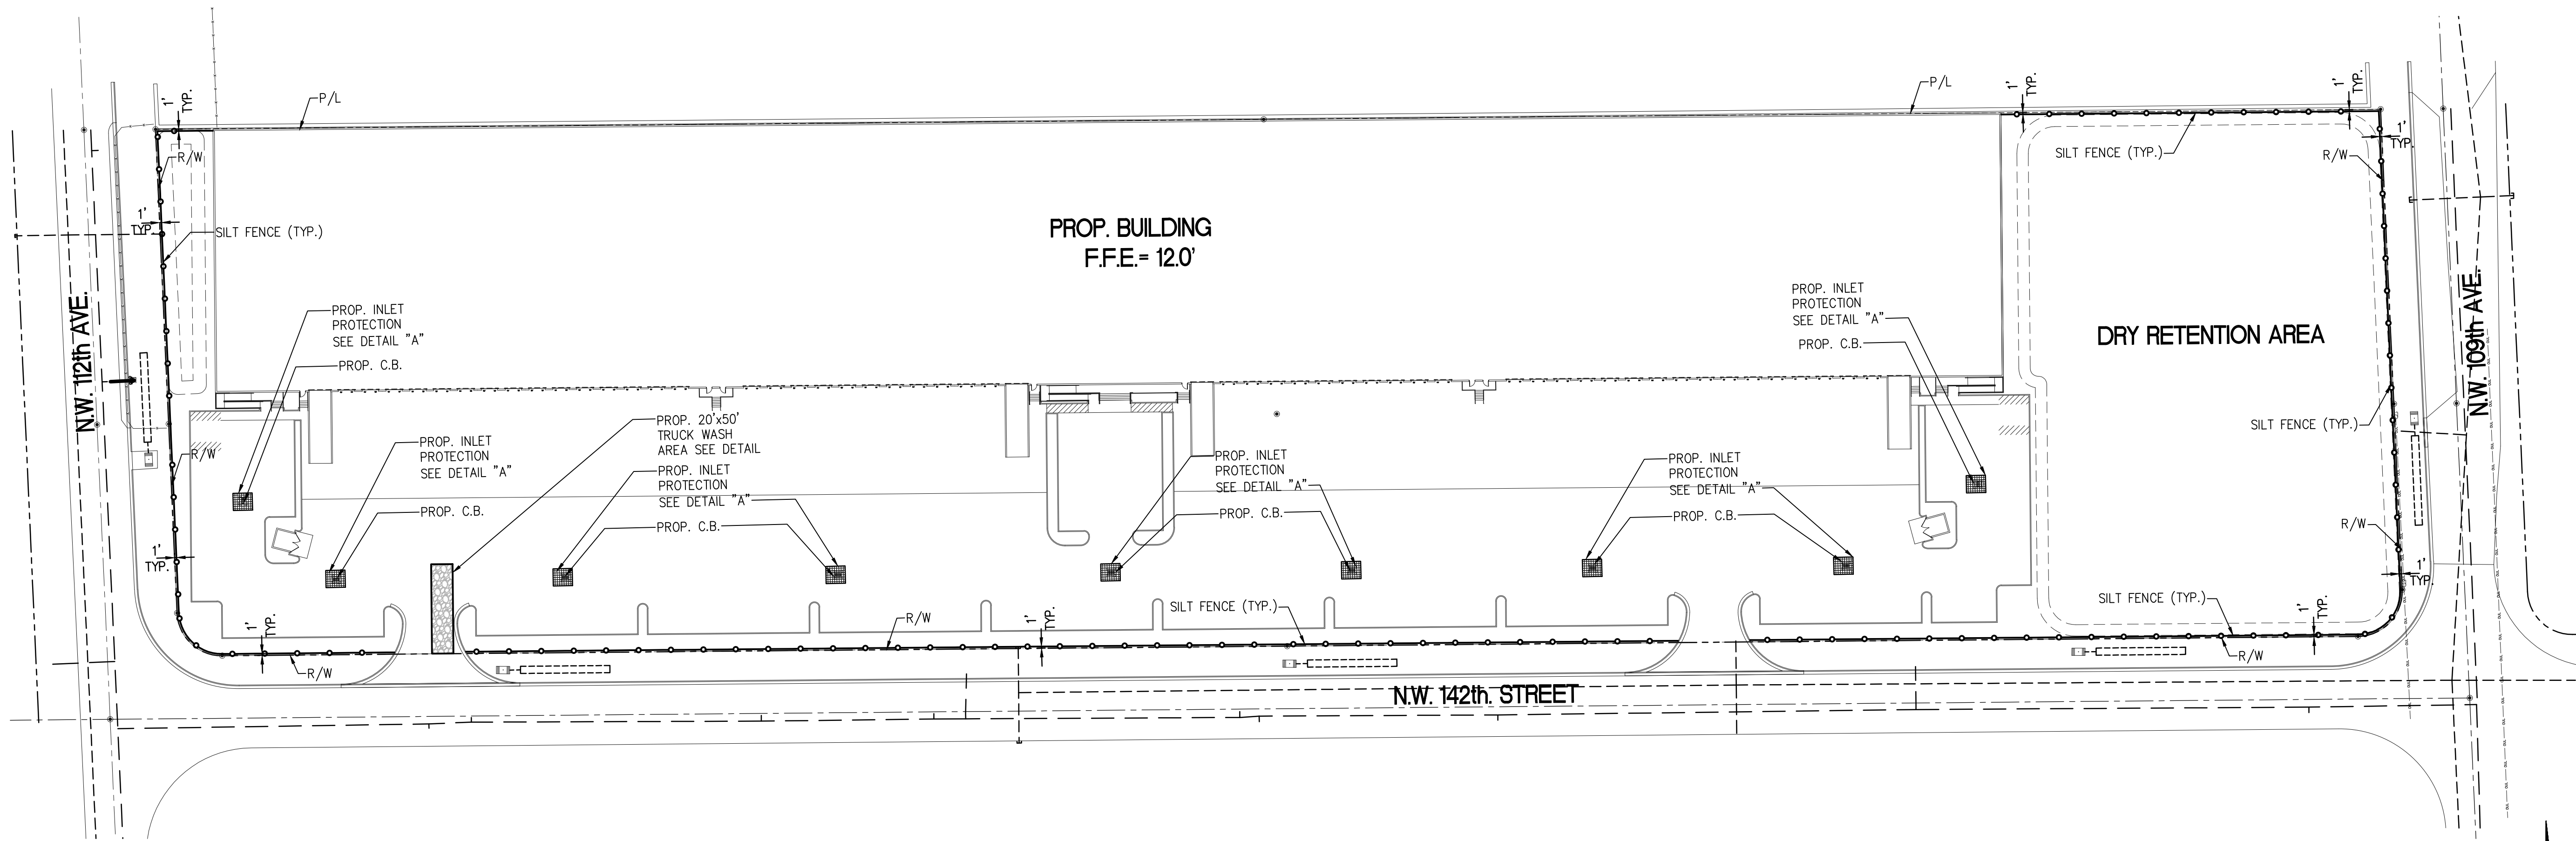 1'
TYP.
P/L
P/L
1'
TYP.
1'
TYP.
1'
TYP.
R/W
SILT FENCE (TYP.)
R/W
1'
TYP.
SILT FENCE (TYP.)
PROP. BUILDING
F.F.E.= 12.0'
DRY RETENTION AREA
N.W. 112th AVE.
N.W. 109th AVE.
PROP. INLET
PROTECTION
SEE DETAIL "A"
PROP. C.B.
PROP. INLET
PROTECTION
SEE DETAIL "A"
PROP. C.B.
R/W
PROP. INLET
PROTECTION
SEE DETAIL "A"
PROP. C.B.
PROP. 20'x50'
TRUCK WASH
AREA SEE DETAIL
PROP. INLET
PROTECTION
SEE DETAIL "A"
PROP. C.B.
PROP. INLET
PROTECTION
SEE DETAIL "A"
PROP. C.B.
PROP. INLET
PROTECTION
SEE DETAIL "A"
PROP. C.B.
SILT FENCE (TYP.)
R/W
1'
TYP.
1'
TYP.
1'
TYP.
R/W
1'
TYP.
R/W
SILT FENCE (TYP.)
SILT FENCE (TYP.)
1'
TYP.
R/W
N.W. 142th. STREET